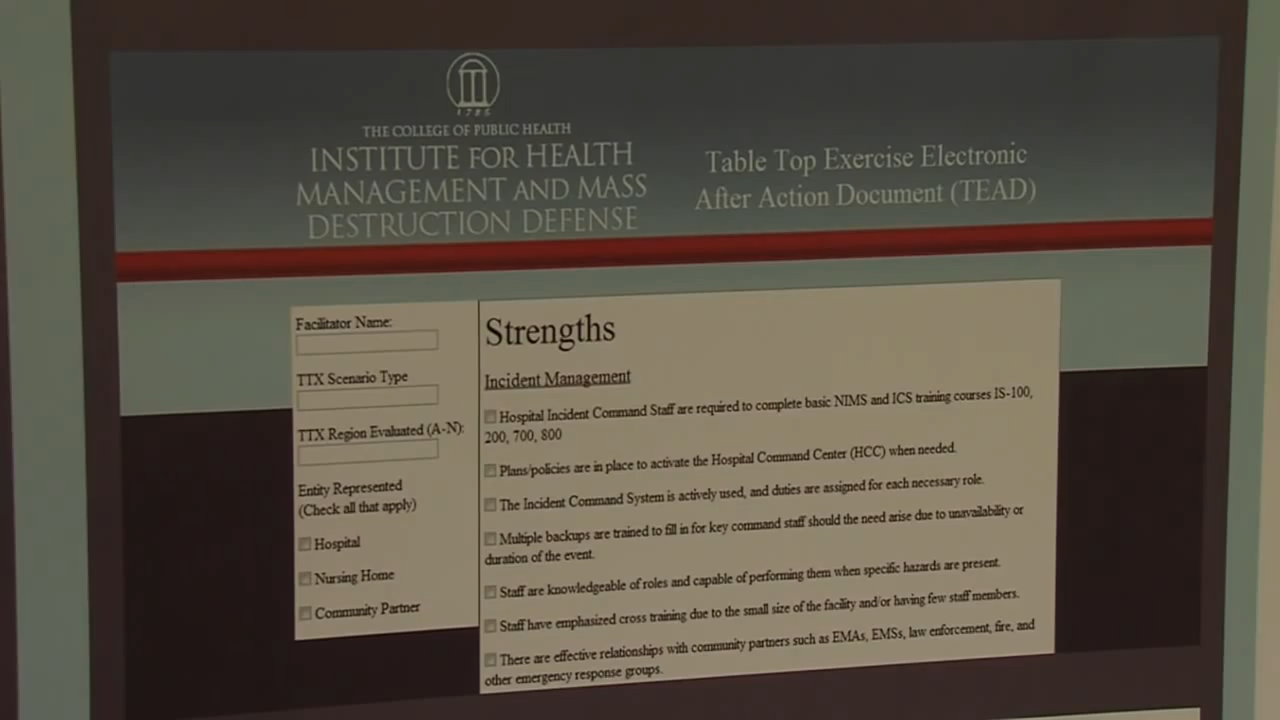 1785
THE COLLEGE OF PUBLIC HEALTH
INSTITUTE FOR HEALTH
MANAGEMENT AND MASS
DESTRUCTION DEFENSE
Table Top Exercise Electronic
After Action Document (TEAD)
Facilitator Name:
TTX Scenario Type
TTX Region Evaluated (A-N):
Entity Represented
(Check all that apply)
Hospital
Nursing Home
Community Partner
Strengths
Incident Management
Hospital Incident Command Staff are required to complete basic NIMS and ICS training courses IS-100,
200, 700, 800
Plans/policies are in place to activate the Hospital Command Center (HCC) when needed.
The Incident Command System is actively used, and duties are assigned for each necessary role.
Multiple backups are trained to fill in for key command staff should the need arise due to unavailability or
duration of the event.
Staff are knowledgeable of roles and capable of performing them when specific hazards are present.
Staff have emphasized cross training due to the small size of the facility and/or having few staff members.
There are effective relationships with community partners such as EMAs, EMSs, law enforcement, fire, and
other emergency response groups.